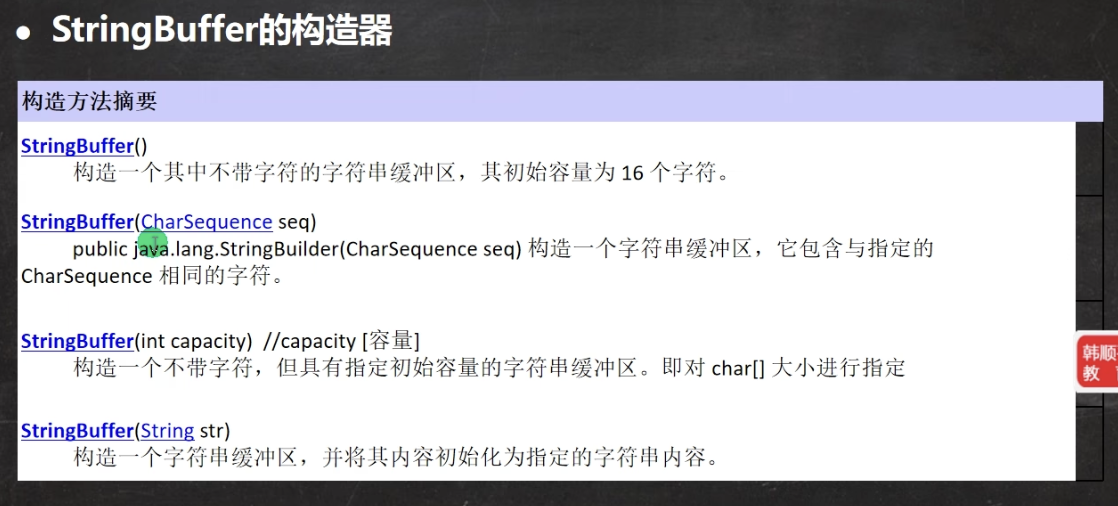 ● StringBuffer的构造器
构造方法摘要
StringBuffer()
构造一个其中不带字符的字符串缓冲区，其初始容量为 16 个字符。
StringBuffer(CharSequence seq)
public java.lang.StringBuilder(CharSequence seq) 构造一个字符串缓冲区，它包含与指定的
CharSequence 相同的字符。
StringBuffer(int capacity) //capacity [容量]
构造一个不带字符，但具有指定初始容量的字符串缓冲区。即对 char[] 大小进行指定
韩顺
教
StringBuffer(String str)
构造一个字符串缓冲区，并将其内容初始化为指定的字符串内容。